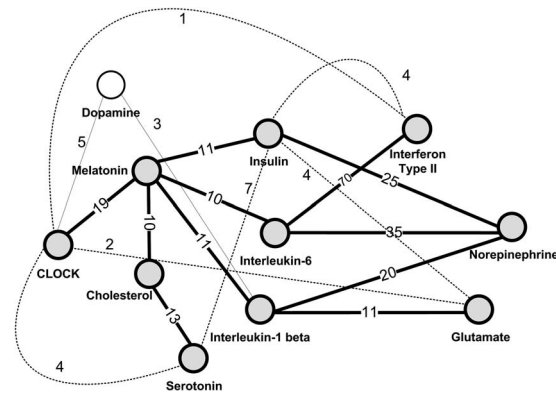 1
4
Dopamine
5
3
Melatonin
11
Insulin
Interferon
Type II
7
4
70
25
10
19
10
11
35
Interleukin-6
Norepinephrine
CLOCK
2
20
Cholesterol
13
11
Interleukin-1 beta
Glutamate
4
Serotonin